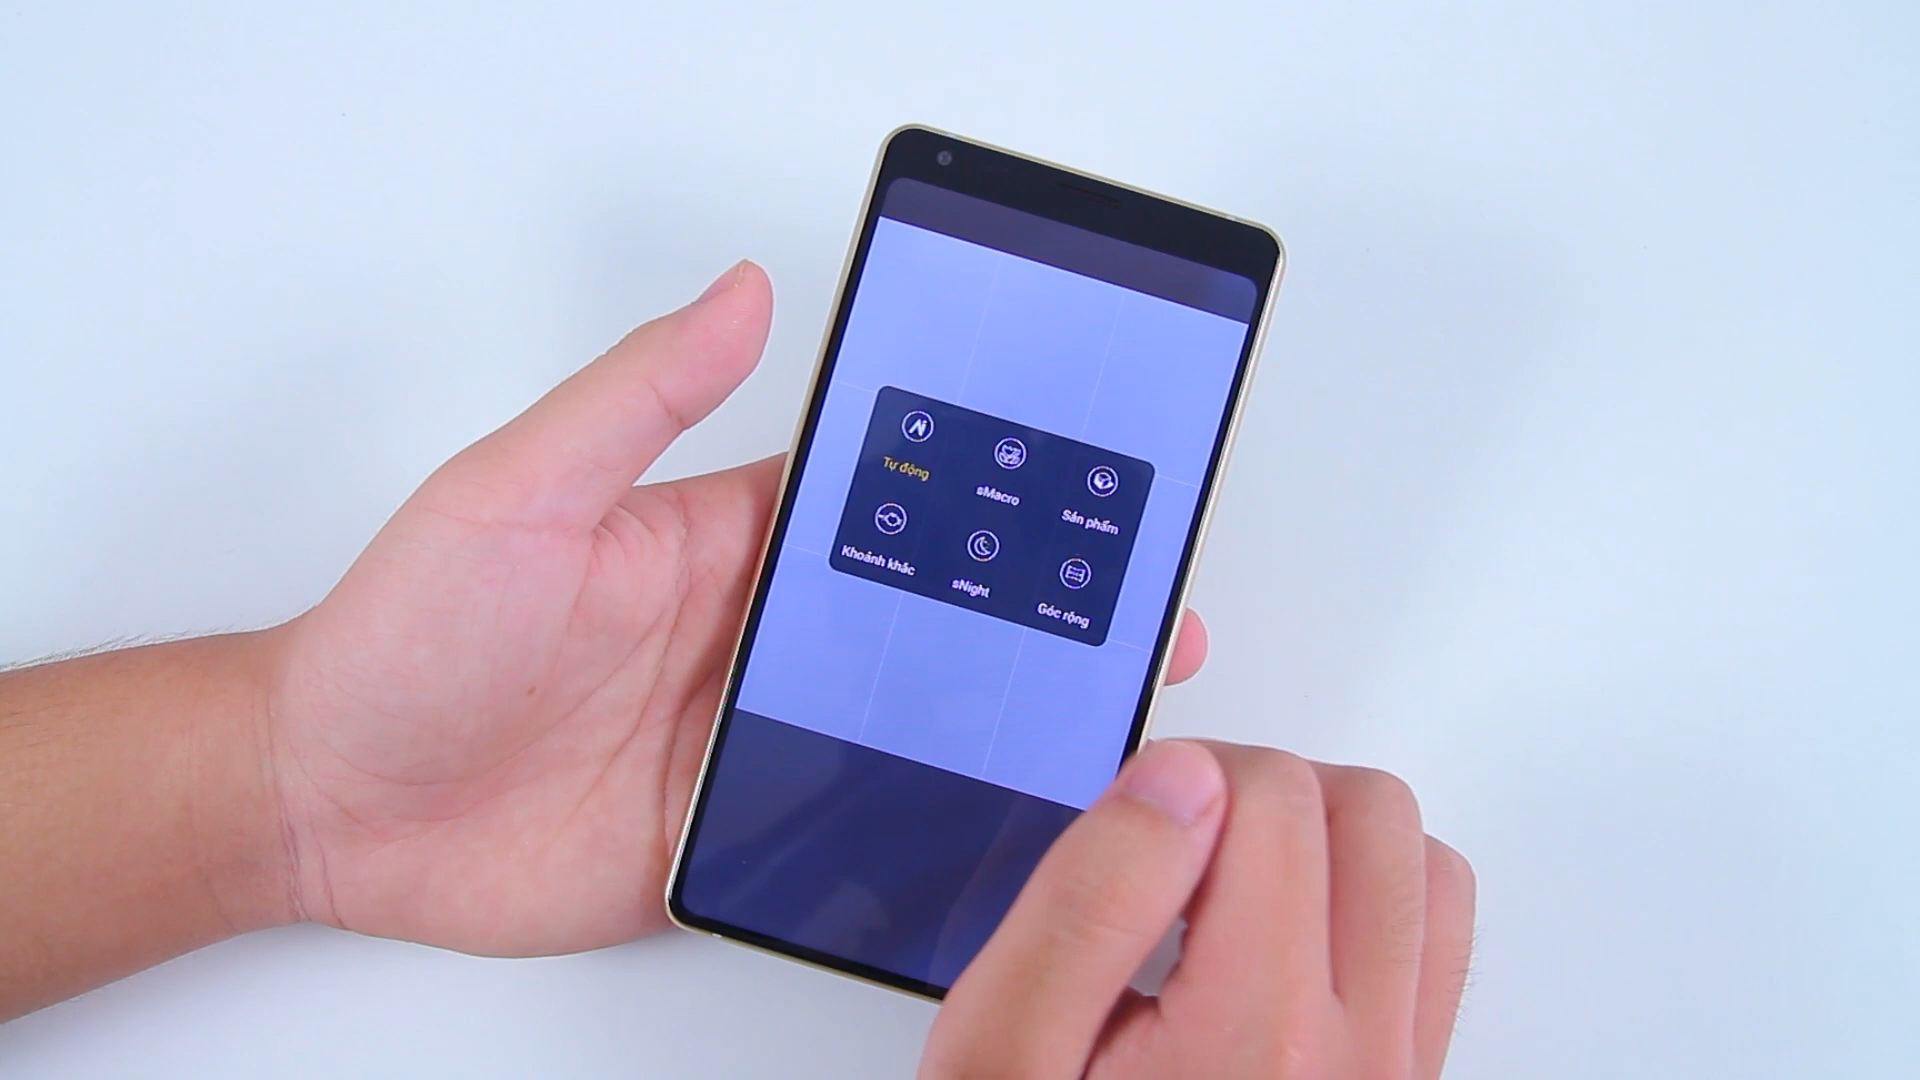 Tự động
sMacro
Sản phẩm
Khoảnh khắc
sNight
Góc rộng